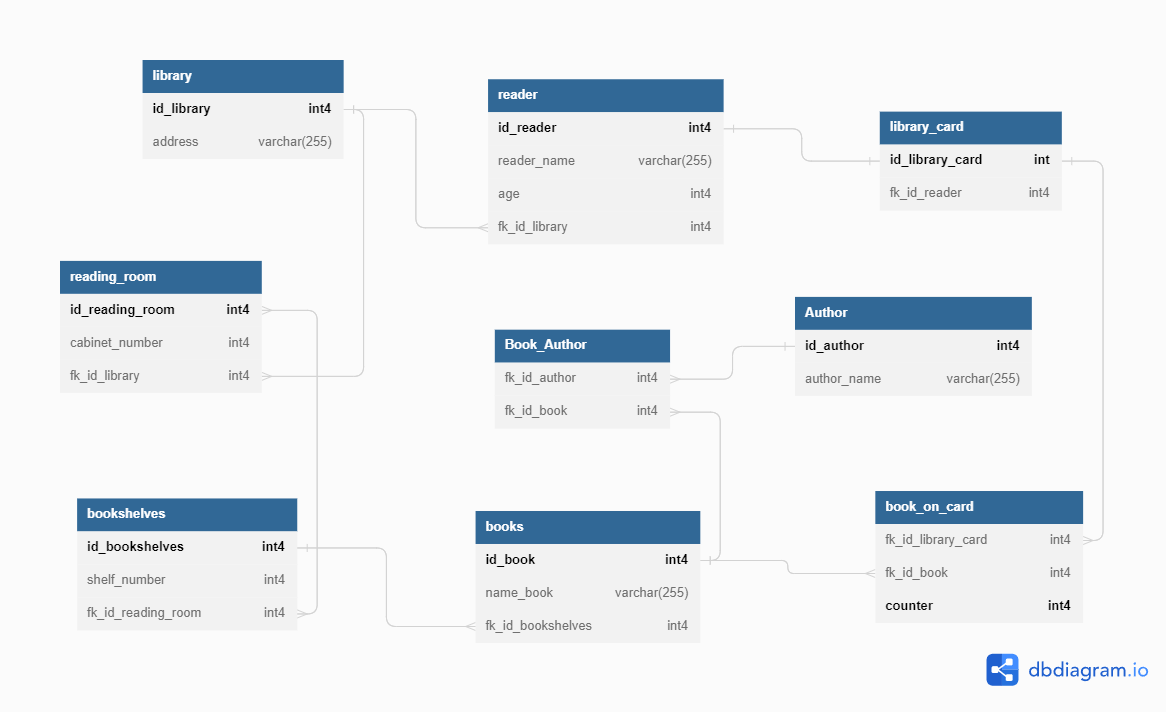 library
id_library int4
address varchar(255)
reader
id_reader int4
reader_name varchar(255)
age int4
fk_id_library int4
library_card
id_library_card int
fk_id_reader int4
reading_room
id_reading_room int4
cabinet_number int4
fk_id_library int4
Book_Author
fk_id_author int4
fk_id_book int4
Author
id_author int4
author_name varchar(255)
bookshelves
id_bookshelves int4
shelf_number int4
fk_id_reading_room int4
books
id_book int4
name_book varchar(255)
fk_id_bookshelves int4
book_on_card
fk_id_library_card int4
fk_id_book int4
counter int4
dbdiagram.io